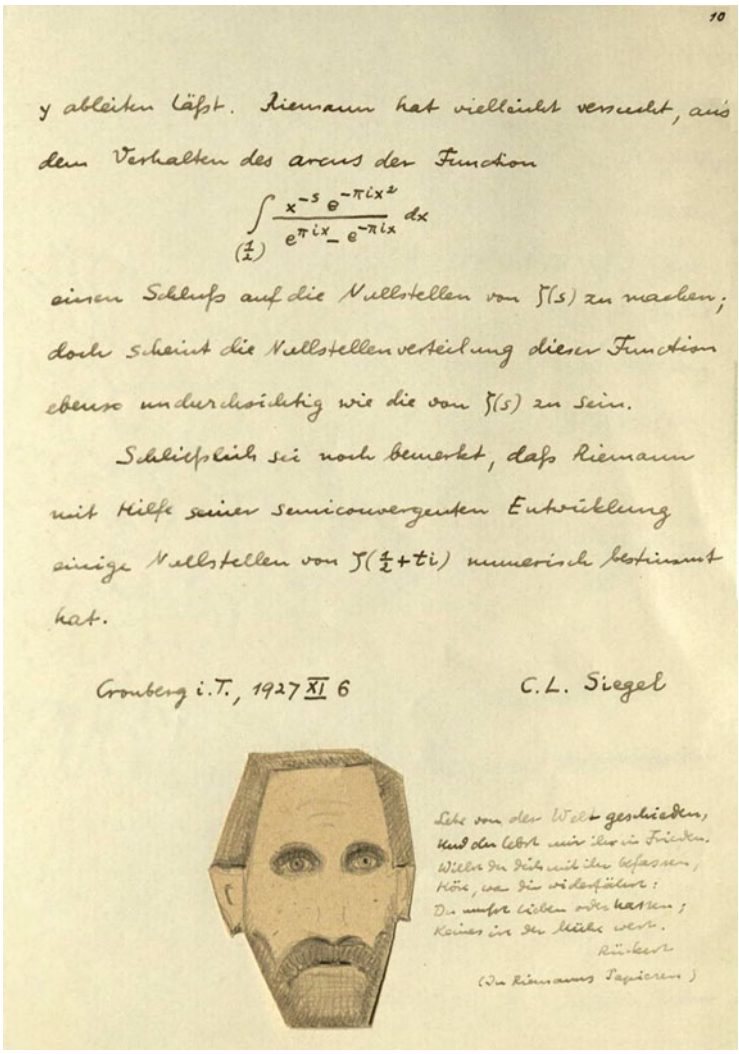 10
y ableiten läßt. Riemann hat vielleicht versucht, aus
dem Verhalten des arcus der Function
∫_(1/2) (x^{-s} e^{-πix²})/(e^{πix} - e^{-πix}) dx
einen Schluß auf die Nullstellen von ζ(s) zu machen;
doch scheint die Nullstellenverteilung dieser Function
ebenso undurchsichtig wie die von ζ(s) zu sein.
Schließlich sei noch bemerkt, daß Riemann
mit Hilfe seiner semiconvergenten Entwicklung
einige Nullstellen von ζ(1/2+ti) numerisch bestimmt
hat.
Cronberg i.T., 1927 XI 6
C.L. Siegel
Lebe von der Welt geschieden,
Und du lebst mir ihr in Frieden.
Willst du dich mit ihr befassen,
Höre, was dir widerfährt:
Du mußt lieben oder hassen;
Keines ist der Mühe wert.
Rückert
(In Riemanns Papieren)